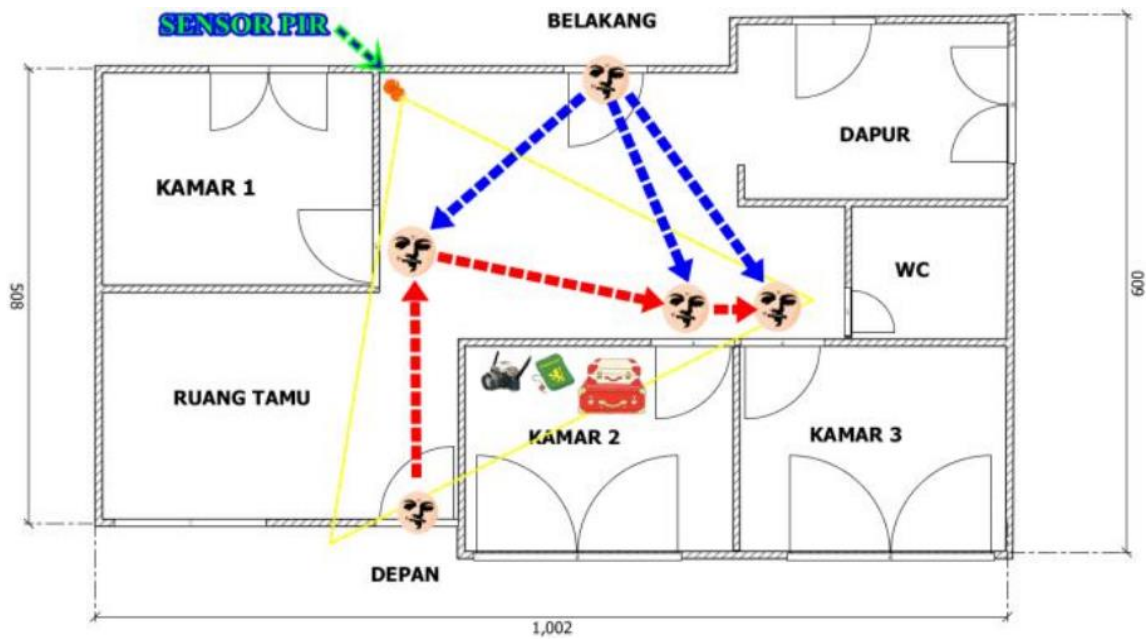 SENSOR PIR
BELAKANG
DAPUR
KAMAR 1
WC
508
600
RUANG TAMU
KAMAR 2
KAMAR 3
DEPAN
1,002